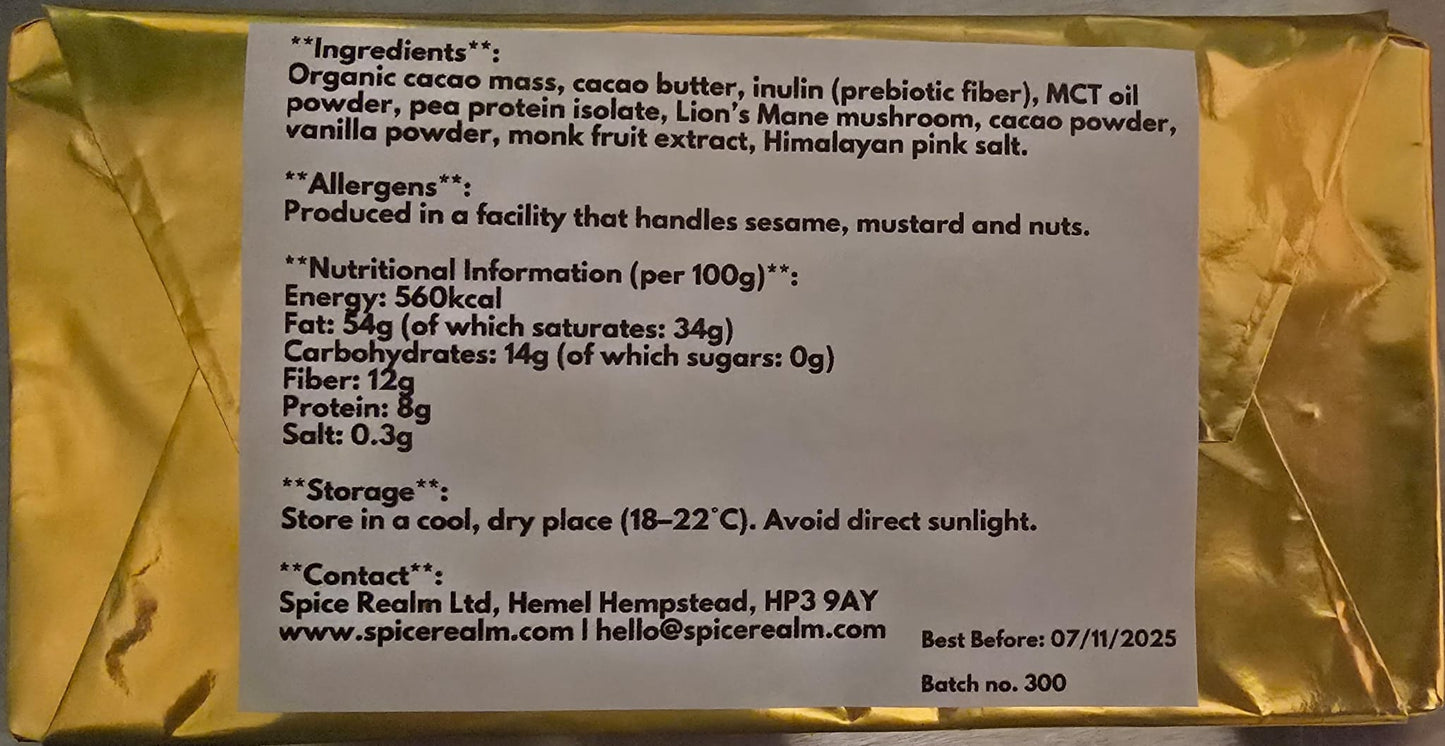 **Ingredients**:
Organic cacao mass, cacao butter, inulin (prebiotic fiber), MCT oil
powder, pea protein isolate, Lion’s Mane mushroom, cacao powder,
vanilla powder, monk fruit extract, Himalayan pink salt.
**Allergens**:
Produced in a facility that handles sesame, mustard and nuts.
**Nutritional Information (per 100g)**:
Energy: 560kcal
Fat: 54g (of which saturates: 34g)
Carbohydrates: 14g (of which sugars: 0g)
Fiber: 12g
Protein: 8g
Salt: 0.3g
**Storage**:
Store in a cool, dry place (18–22°C). Avoid direct sunlight.
**Contact**:
Spice Realm Ltd, Hemel Hempstead, HP3 9AY
www.spicerealm.com | hello@spicerealm.com
Best Before: 07/11/2025
Batch no. 300